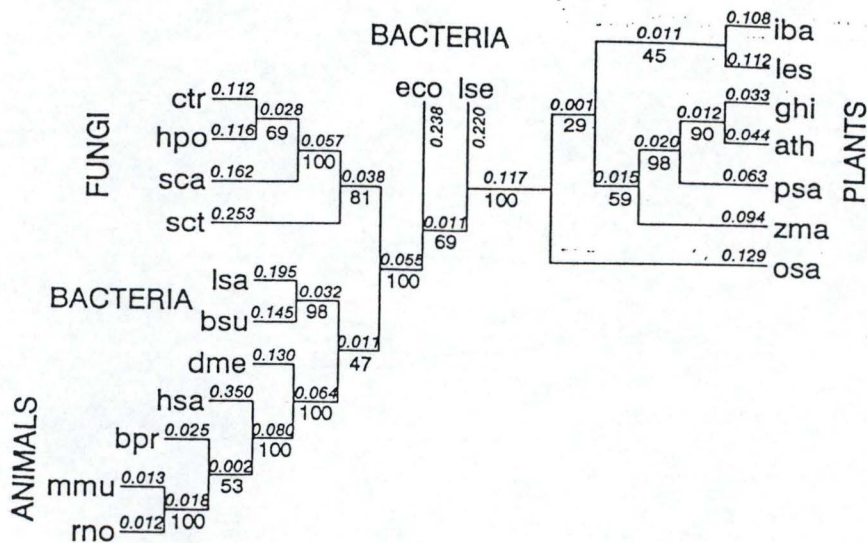 BACTERIA
eco lse
0.238
0.220
FUNGI
ctr 0.112
0.028
69
hpo 0.116
0.057
100
sca 0.162
0.038
81
sct 0.253
0.011
69
0.117
100
0.055
100
BACTERIA
lsa 0.195
0.032
98
bsu 0.145
0.011
47
ANIMALS
dme 0.130
0.064
100
hsa 0.350
0.080
100
bpr 0.025
0.002
53
mmu 0.013
0.018
100
rno 0.012
PLANTS
0.108 iba
0.011
45
0.112 les
0.001
29
0.033 ghi
0.012
90
0.044 ath
0.020
98
0.063 psa
0.015
59
0.094 zma
0.129 osa